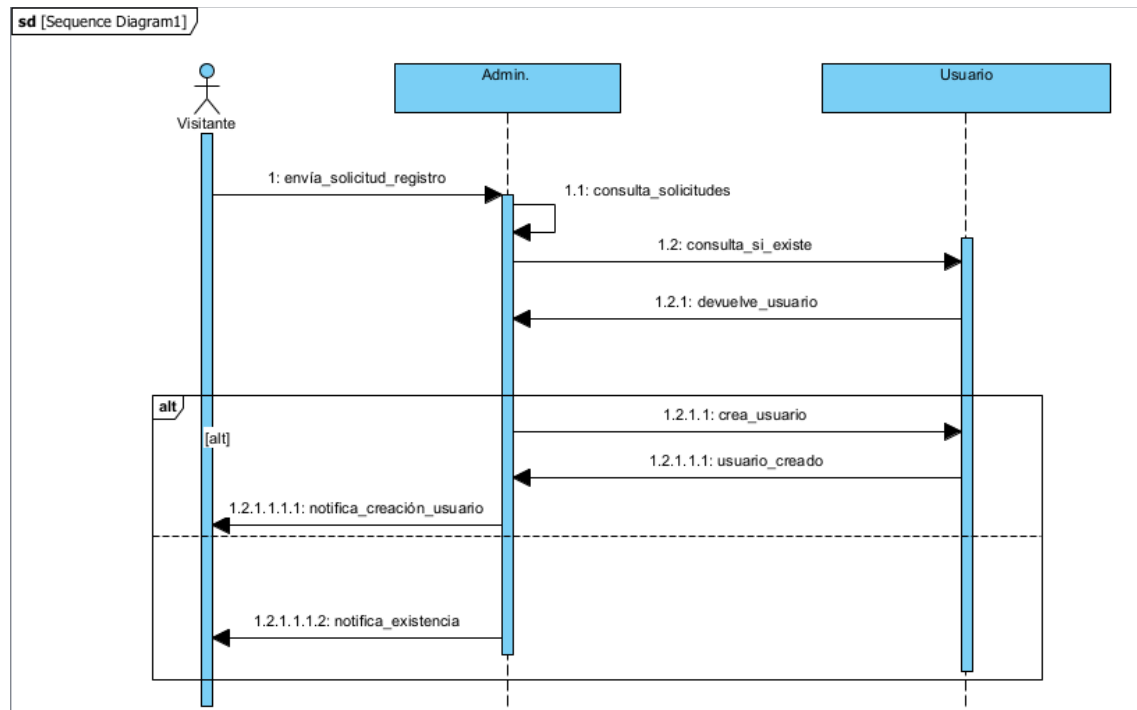 sd [Sequence Diagram1]
Admin.
Usuario
Visitante
1: envía_solicitud_registro
1.1: consulta_solicitudes
1.2: consulta_si_existe
1.2.1: devuelve_usuario
alt
[alt]
1.2.1.1: crea_usuario
1.2.1.1.1: usuario_creado
1.2.1.1.1.1: notifica_creación_usuario
1.2.1.1.1.2: notifica_existencia